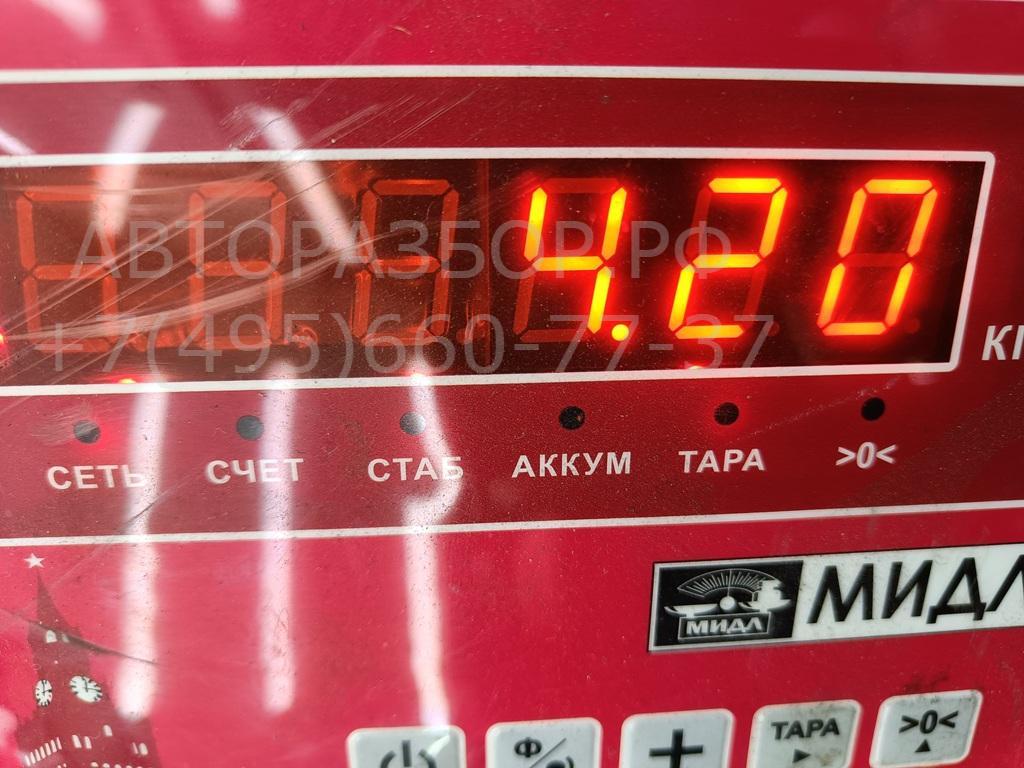 4.20
АВТОРАЗБОР.РФ
+7(495)660-77-37
СЕТЬ СЧЕТ СТАБ АККУМ ТАРА >0<
МИДЛ МИДЛ
Ф + ТАРА >0<